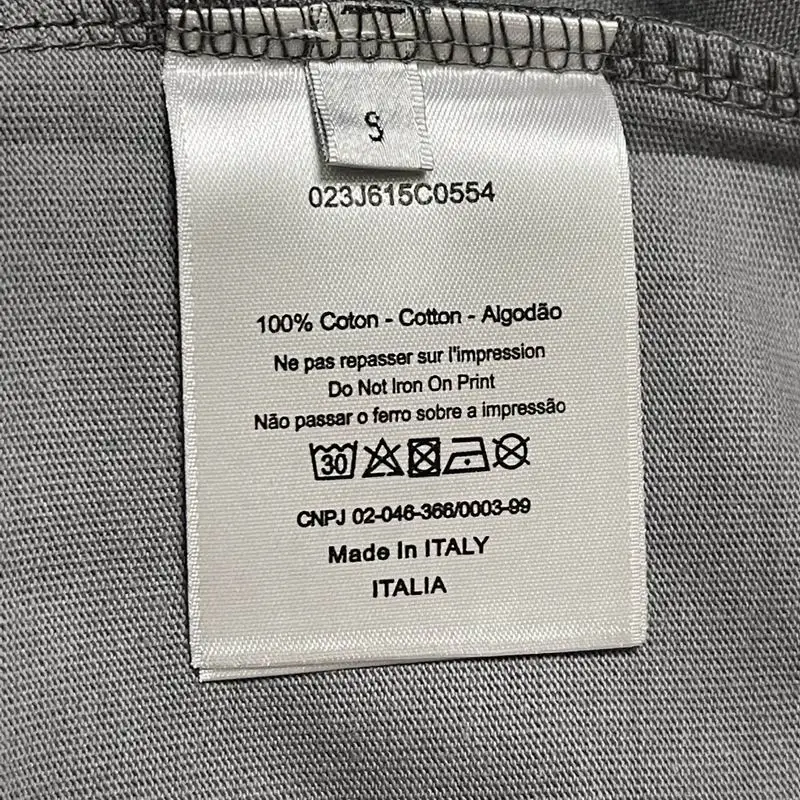 S
023J615C0554
100% Coton - Cotton - Algodão
Ne pas repasser sur l'impression
Do Not Iron On Print
Não passar o ferro sobre a impressão
30
CNPJ 02-046-366/0003-99
Made In ITALY
ITALIA